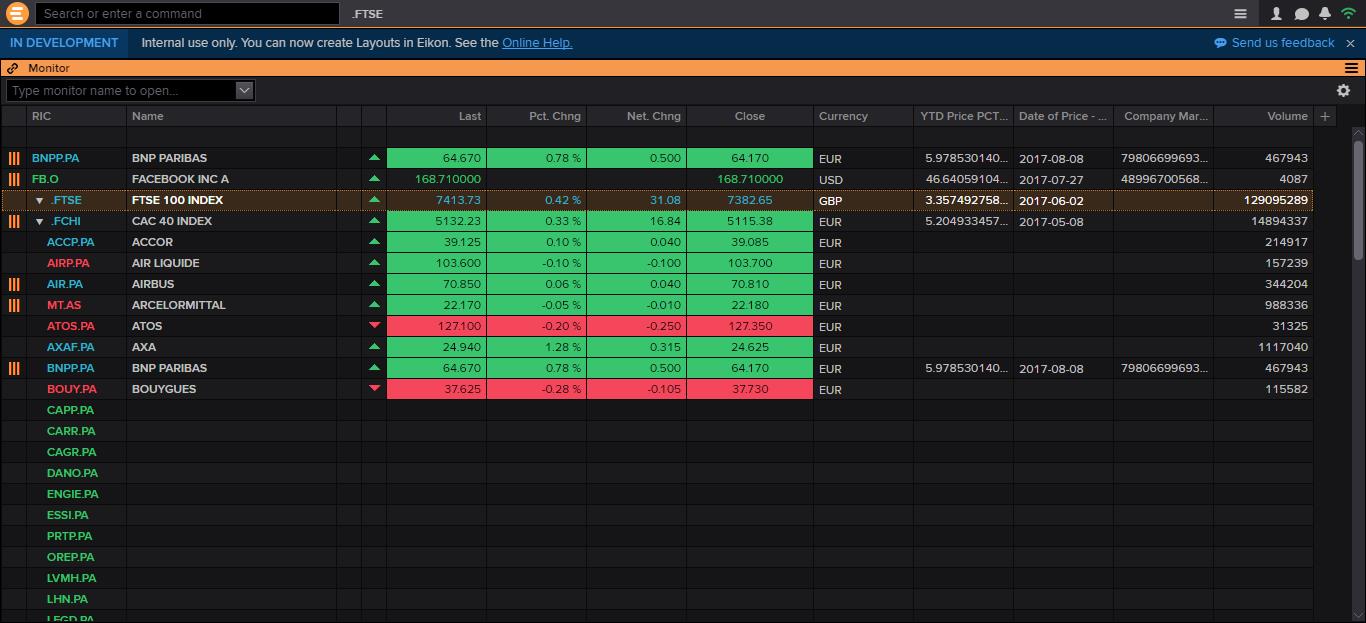 Search or enter a command .FTSE
IN DEVELOPMENT Internal use only. You can now create Layouts in Eikon. See the Online Help. Send us feedback
Monitor
Type monitor name to open...
RIC Name Last Pct. Chng Net. Chng Close Currency YTD Price PCT... Date of Price - ... Company Mar... Volume
BNPP.PA BNP PARIBAS 64.670 0.78 % 0.500 64.170 EUR 5.978530140... 2017-08-08 79806699693... 467943
FB.O FACEBOOK INC A 168.710000 168.710000 USD 46.64059104... 2017-07-27 48996700568... 4087
.FTSE FTSE 100 INDEX 7413.73 0.42 % 31.08 7382.65 GBP 3.357492758... 2017-06-02 129095289
.FCHI CAC 40 INDEX 5132.23 0.33 % 16.84 5115.38 EUR 5.204933457... 2017-05-08 14894337
ACCP.PA ACCOR 39.125 0.10 % 0.040 39.085 EUR 214917
AIRP.PA AIR LIQUIDE 103.600 -0.10 % -0.100 103.700 EUR 157239
AIR.PA AIRBUS 70.850 0.06 % 0.040 70.810 EUR 344204
MT.AS ARCELORMITTAL 22.170 -0.05 % -0.010 22.180 EUR 988336
ATOS.PA ATOS 127.100 -0.20 % -0.250 127.350 EUR 31325
AXAF.PA AXA 24.940 1.28 % 0.315 24.625 EUR 1117040
BNPP.PA BNP PARIBAS 64.670 0.78 % 0.500 64.170 EUR 5.978530140... 2017-08-08 79806699693... 467943
BOUY.PA BOUYGUES 37.625 -0.28 % -0.105 37.730 EUR 115582
CAPP.PA
CARR.PA
CAGR.PA
DANO.PA
ENGIE.PA
ESSI.PA
PRTP.PA
OREP.PA
LVMH.PA
LHN.PA
LEGD.PA